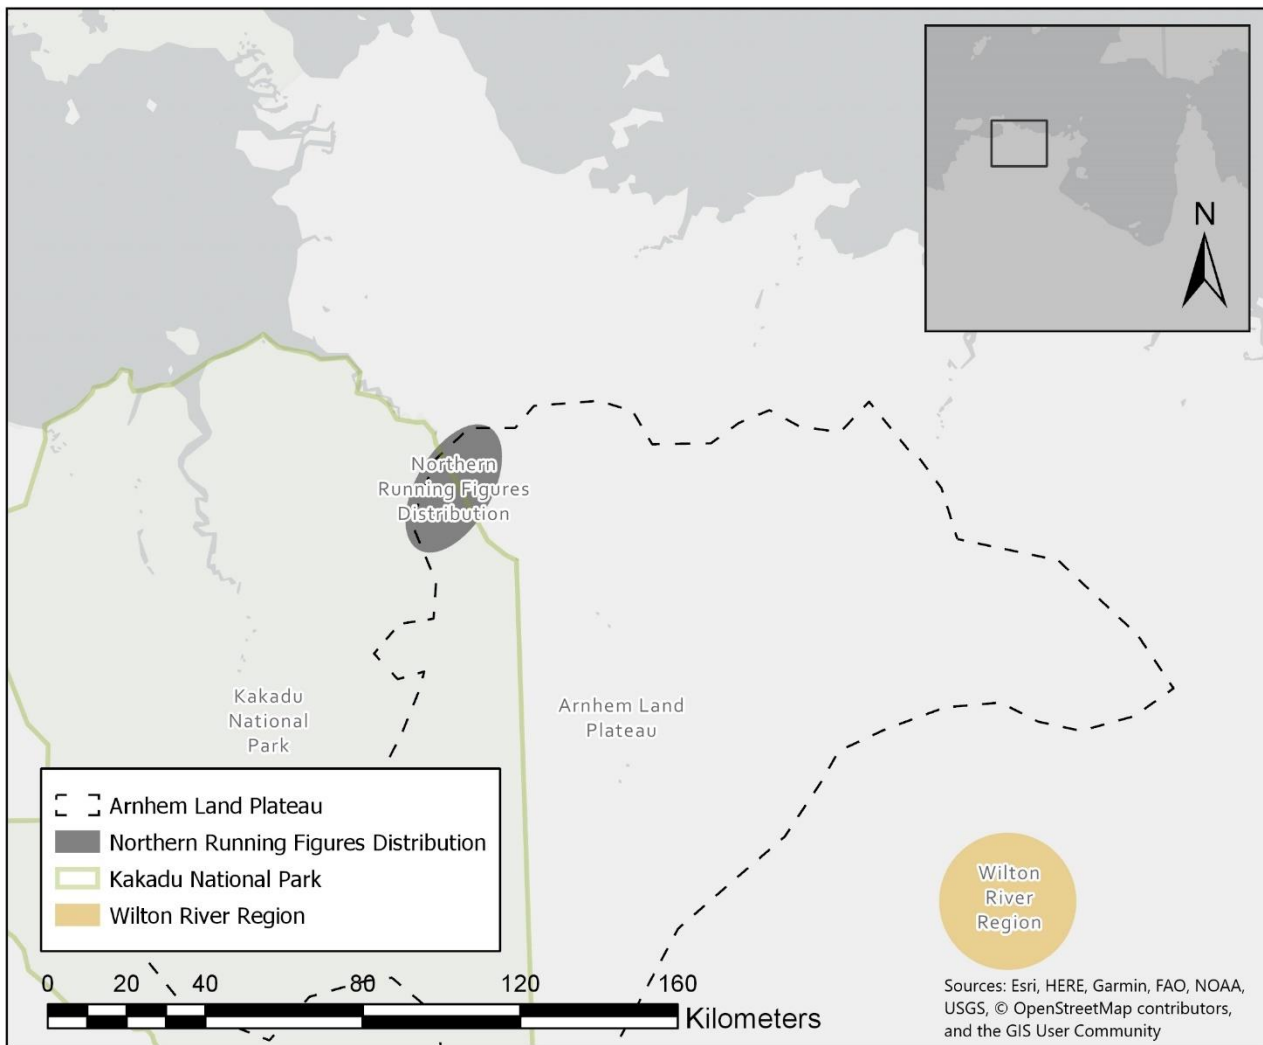 N
Northern
Running Figures
Distribution
Kakadu
National
Park
Arnhem Land
Plateau
Arnhem Land Plateau
Northern Running Figures Distribution
Kakadu National Park
Wilton River Region
Wilton
River
Region
0 20 40 80 120 160
Kilometers
Sources: Esri, HERE, Garmin, FAO, NOAA,
USGS, © OpenStreetMap contributors,
and the GIS User Community